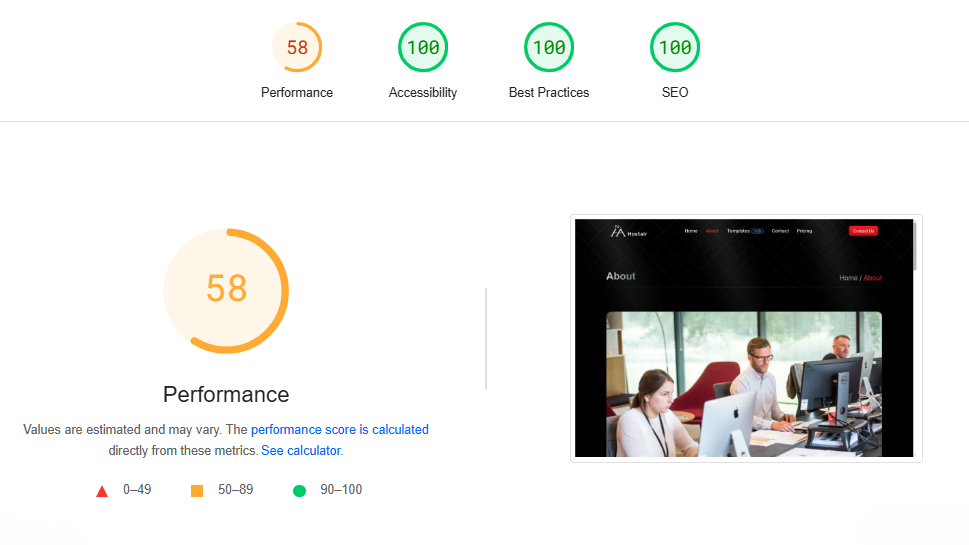 58
100
100
100
Performance
Accessibility
Best Practices
SEO
58
Performance
Values are estimated and may vary. The performance score is calculated
directly from these metrics. See calculator.
0–49
50–89
90–100
Hostalr
Home
About
Templates
Contact
Pricing
Contact Us
About
Home / About